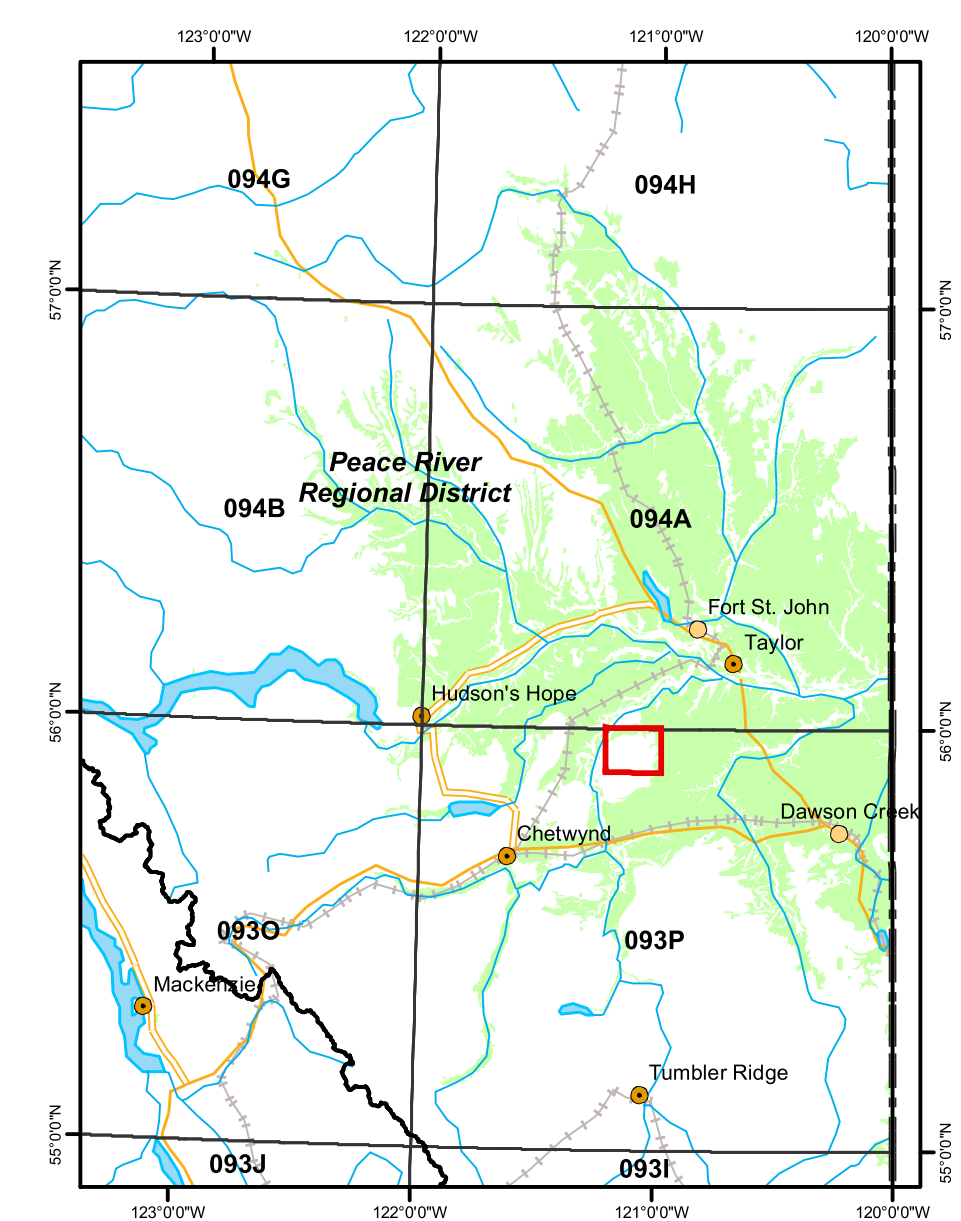 123°0'0"W
122°0'0"W
121°0'0"W
120°0'0"W
094G
094H
57°0'0"N
57°0'0"N
Peace River
Regional District
094B
094A
Fort St. John
Taylor
Hudson's Hope
56°0'0"N
56°0'0"N
Dawson Creek
Chetwynd
093O
093P
Mackenzie
Tumbler Ridge
55°0'0"N
55°0'0"N
093J
093I
123°0'0"W
122°0'0"W
121°0'0"W
120°0'0"W